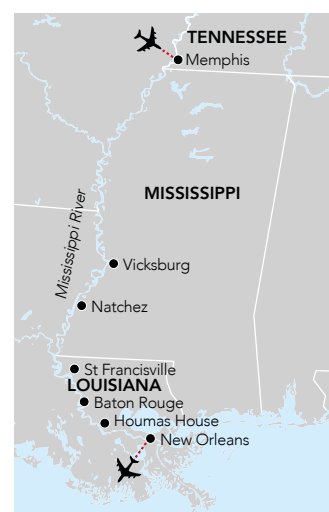 TENNESSEE
Memphis
MISSISSIPPI
Mississippi River
Vicksburg
Natchez
St Francisville
LOUISIANA
Baton Rouge
Houmas House
New Orleans